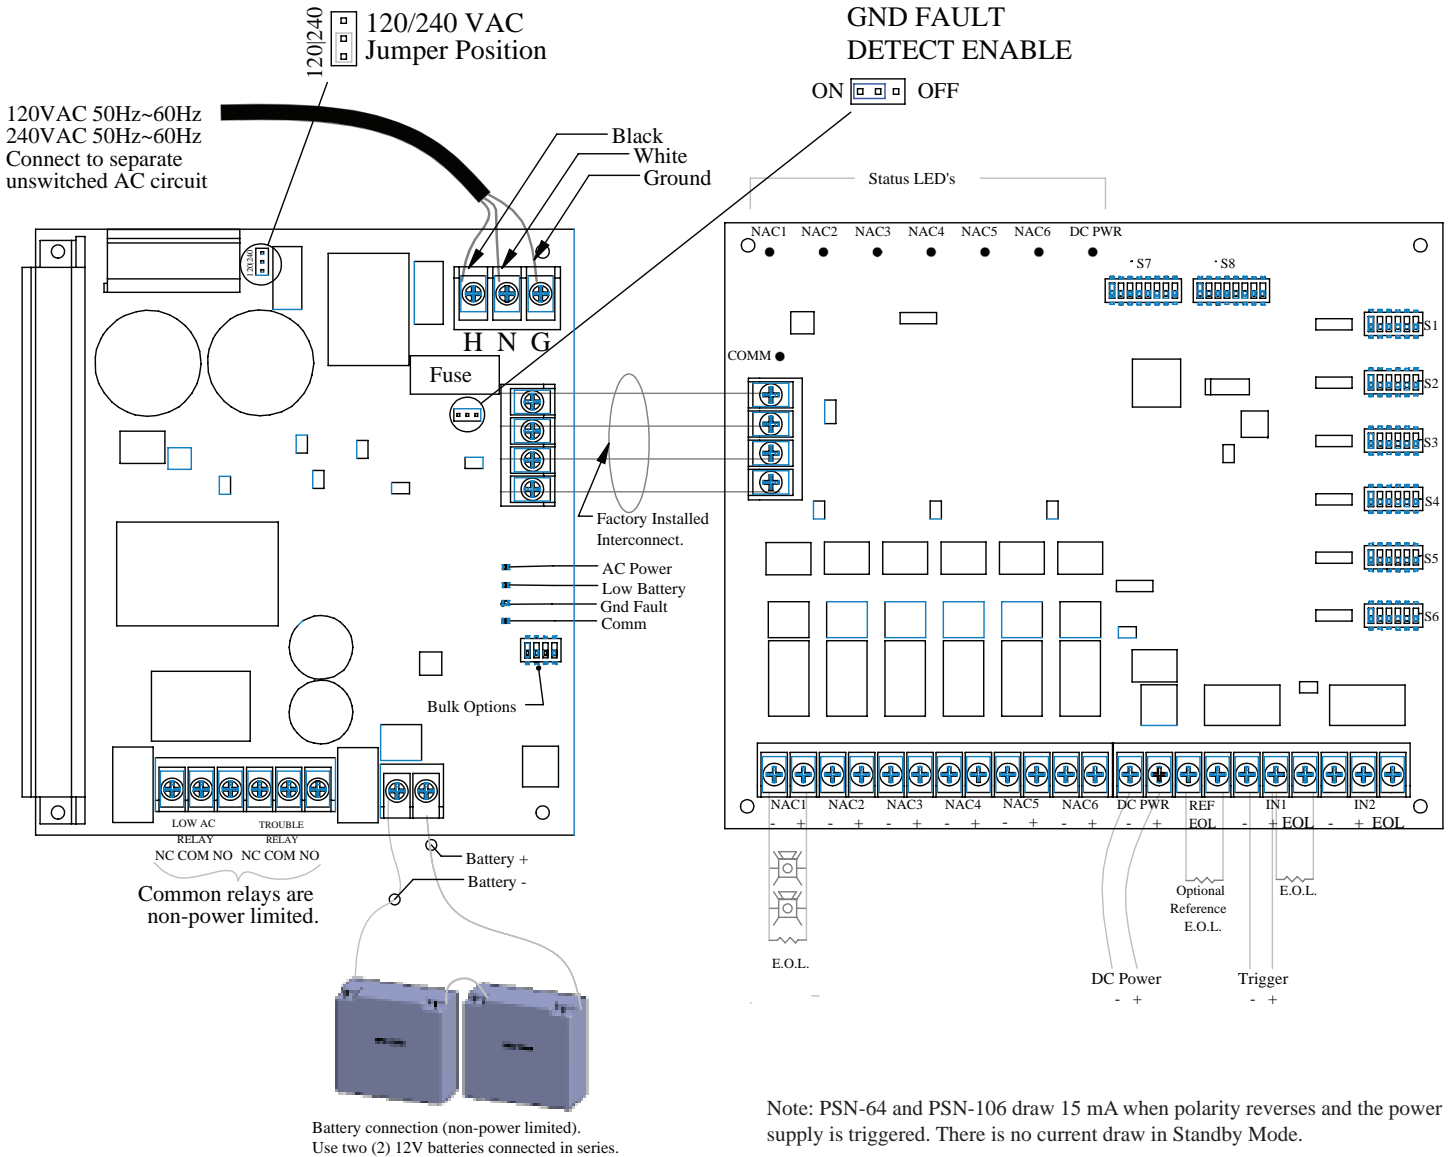 120|240
120/240 VAC
Jumper Position
GND FAULT
DETECT ENABLE
ON OFF
120VAC 50Hz~60Hz
240VAC 50Hz~60Hz
Connect to separate
unswitched AC circuit
Black
White
Ground
Status LED's
NAC1 NAC2 NAC3 NAC4 NAC5 NAC6 DC PWR
S7 S8
120|240
H N G
Fuse
COMM
S1
S2
S3
S4
S5
S6
Factory Installed
Interconnect.
AC Power
Low Battery
Gnd Fault
Comm
Bulk Options
LOW AC
RELAY
NC COM NO
TROUBLE
RELAY
NC COM NO
Common relays are
non-power limited.
Battery +
Battery -
NAC1 NAC2 NAC3 NAC4 NAC5 NAC6 DC PWR REF IN1 IN2
- + - + - + - + - + - + - + EOL - + EOL - + EOL
E.O.L.
Optional
Reference
E.O.L.
E.O.L.
DC Power
- +
Trigger
- +
Battery connection (non-power limited).
Use two (2) 12V batteries connected in series.
Note: PSN-64 and PSN-106 draw 15 mA when polarity reverses and the power
supply is triggered. There is no current draw in Standby Mode.